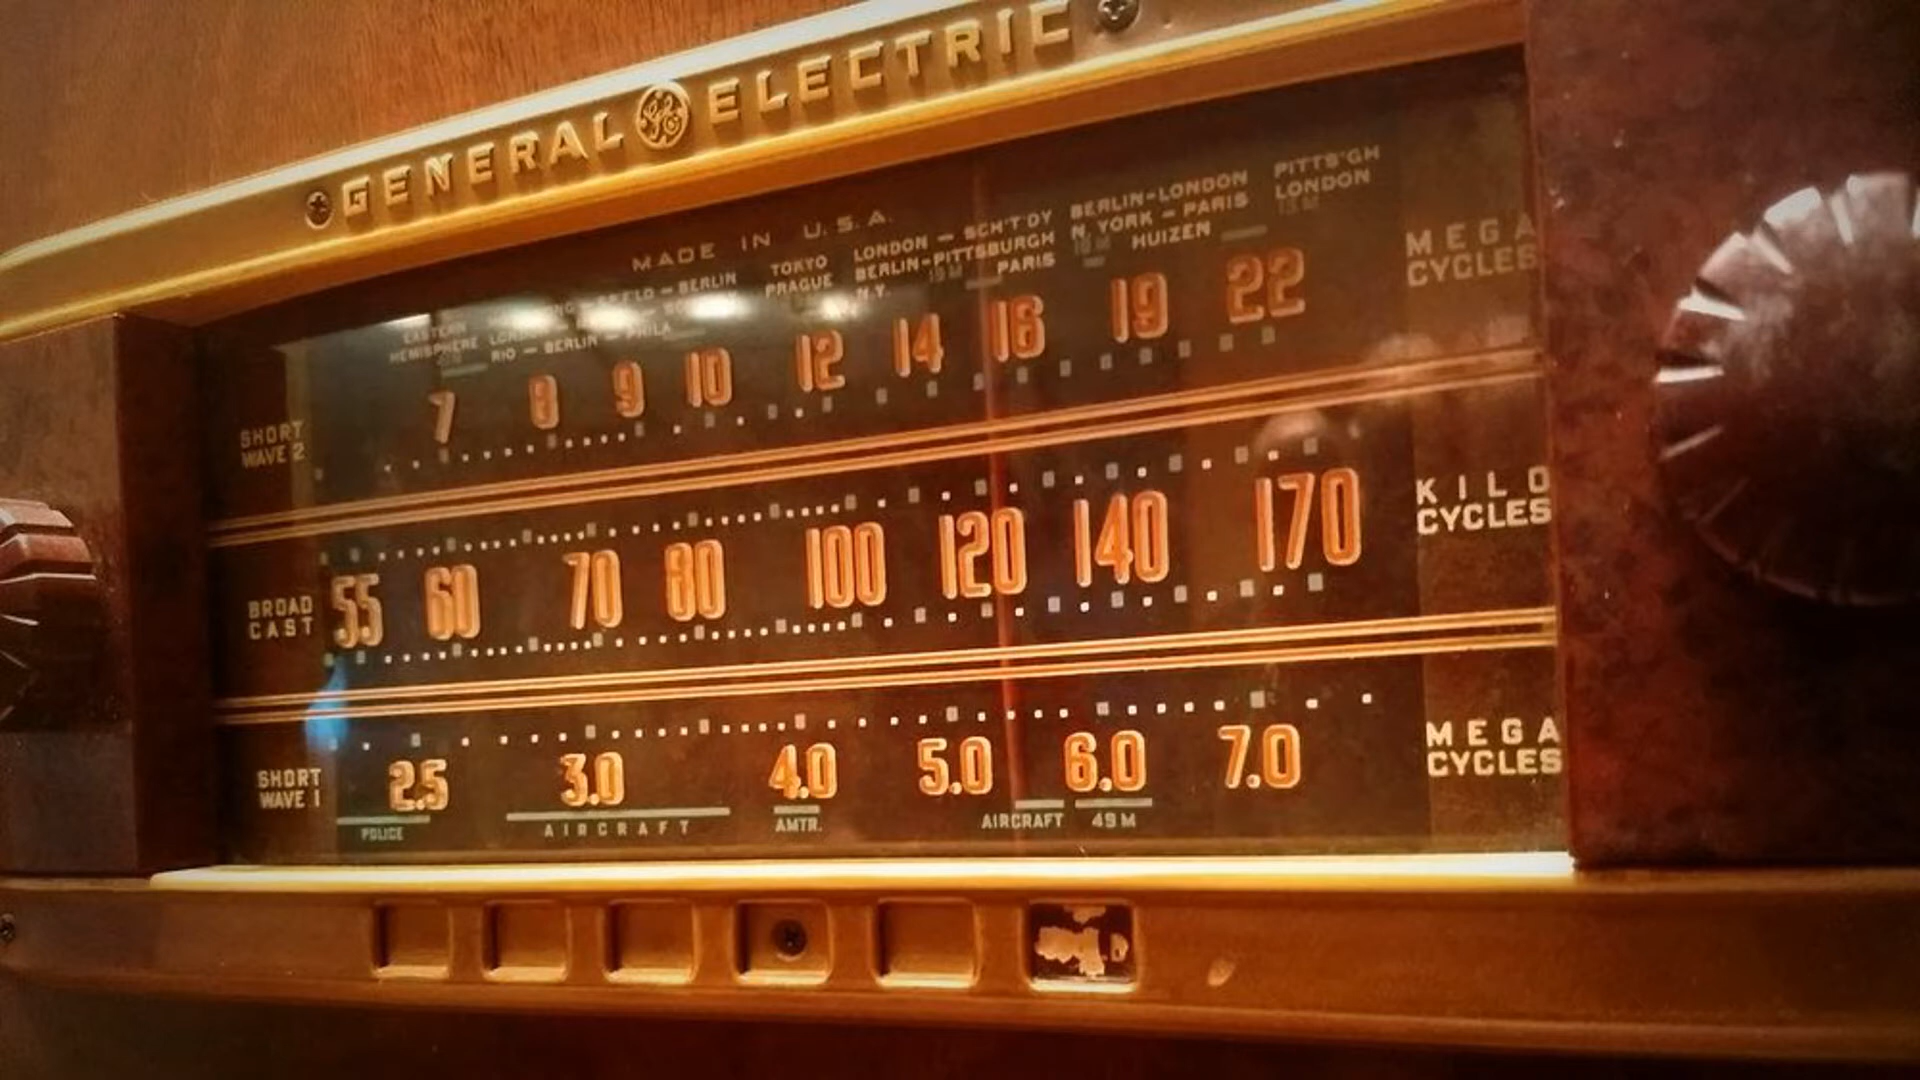 GENERAL GE ELECTRIC
MADE IN U.S.A.
PITTS'GH
LONDON
15 M
BERLIN-LONDON
N. YORK - PARIS
HUIZEN
LONDON - SCH'T'DY
BERLIN-PITTSBURGH
N.Y. 19 M PARIS
TOKYO
PRAGUE
BERLIN
PHILA
RIO - BERLIN
EASTERN
HEMISPHERE
SHORT
WAVE 2
7 8 9 10 12 14 16 19 22
MEGA
CYCLES
BROAD
CAST
55 60 70 80 100 120 140 170
KILO
CYCLES
SHORT
WAVE 1
2.5 3.0 4.0 5.0 6.0 7.0
MEGA
CYCLES
POLICE AIRCRAFT AMTR. AIRCRAFT 49 M